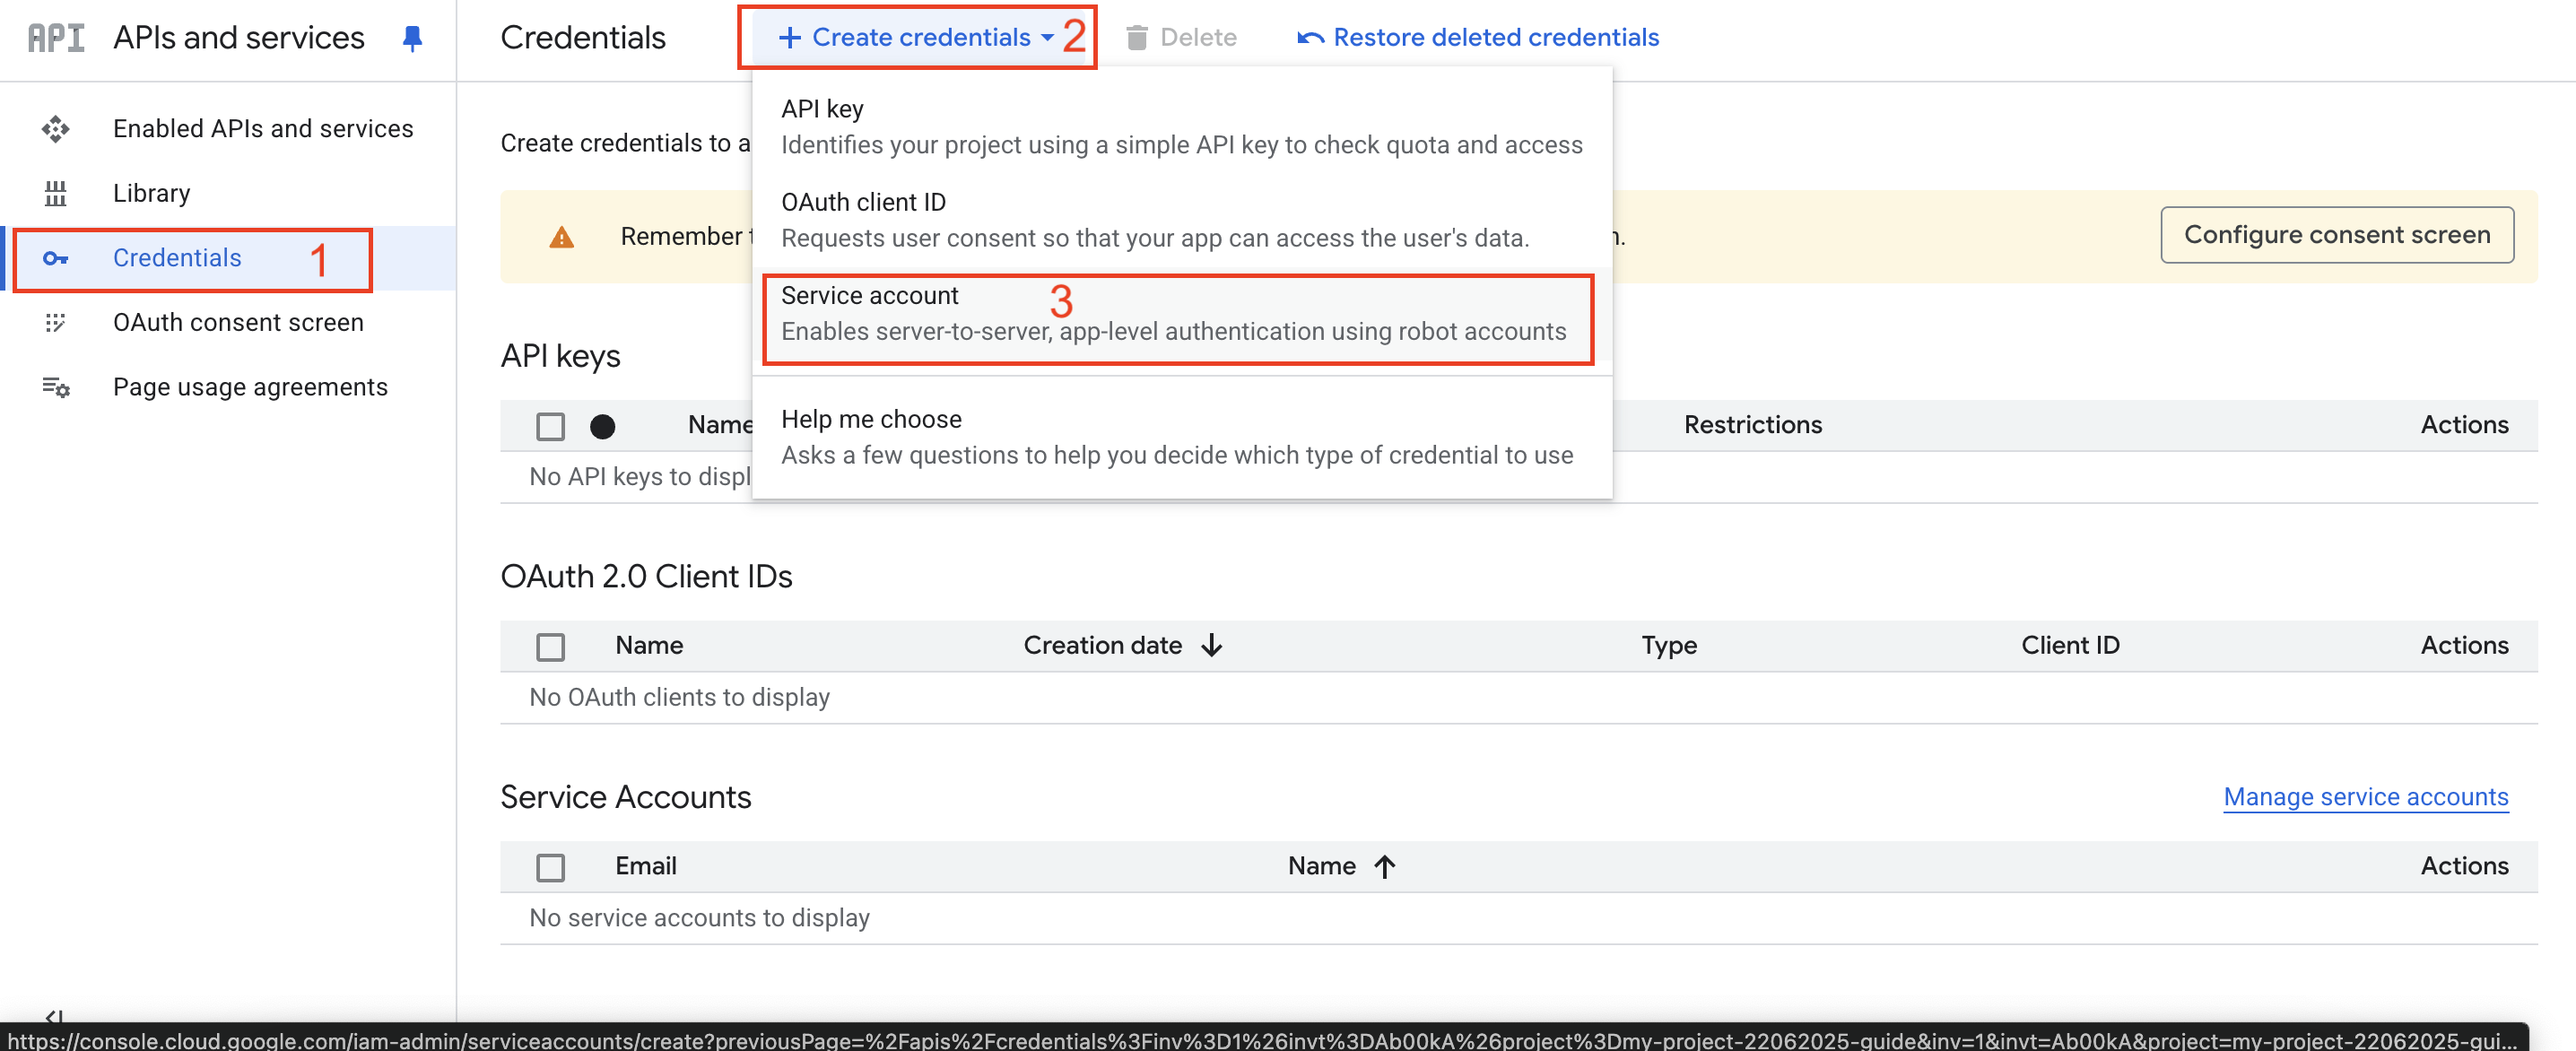 API APIs and services
Credentials
+ Create credentials 2
Delete
Restore deleted credentials
Enabled APIs and services
Library
Credentials 1
OAuth consent screen
Page usage agreements
API key
Identifies your project using a simple API key to check quota and access
OAuth client ID
Requests user consent so that your app can access the user's data.
Service account 3
Enables server-to-server, app-level authentication using robot accounts
Help me choose
Asks a few questions to help you decide which type of credential to use
Create credentials to a
Remember
Configure consent screen
API keys
Name Restrictions Actions
No API keys to displ
OAuth 2.0 Client IDs
Name Creation date Type Client ID Actions
No OAuth clients to display
Service Accounts
Manage service accounts
Email Name Actions
No service accounts to display
https://console.cloud.google.com/iam-admin/serviceaccounts/create?previousPage=%2Fapis%2Fcredentials%3Finv%3D1%26invt%3DAb00kA%26project%3Dmy-project-22062025-guide&inv=1&invt=Ab00kA&project=my-project-22062025-gui...